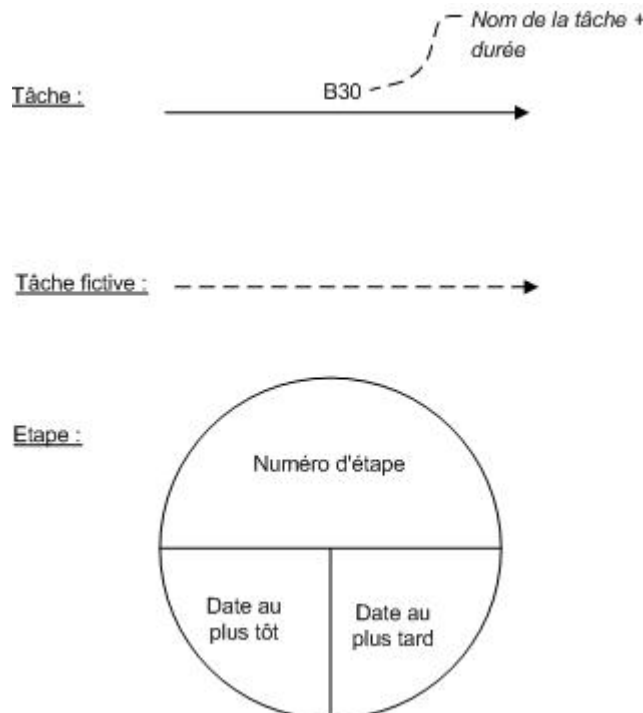 Nom de la tâche +
durée
Tâche :
B30
Tâche fictive :
Etape :
Numéro d'étape
Date au
plus tôt
Date au
plus tard